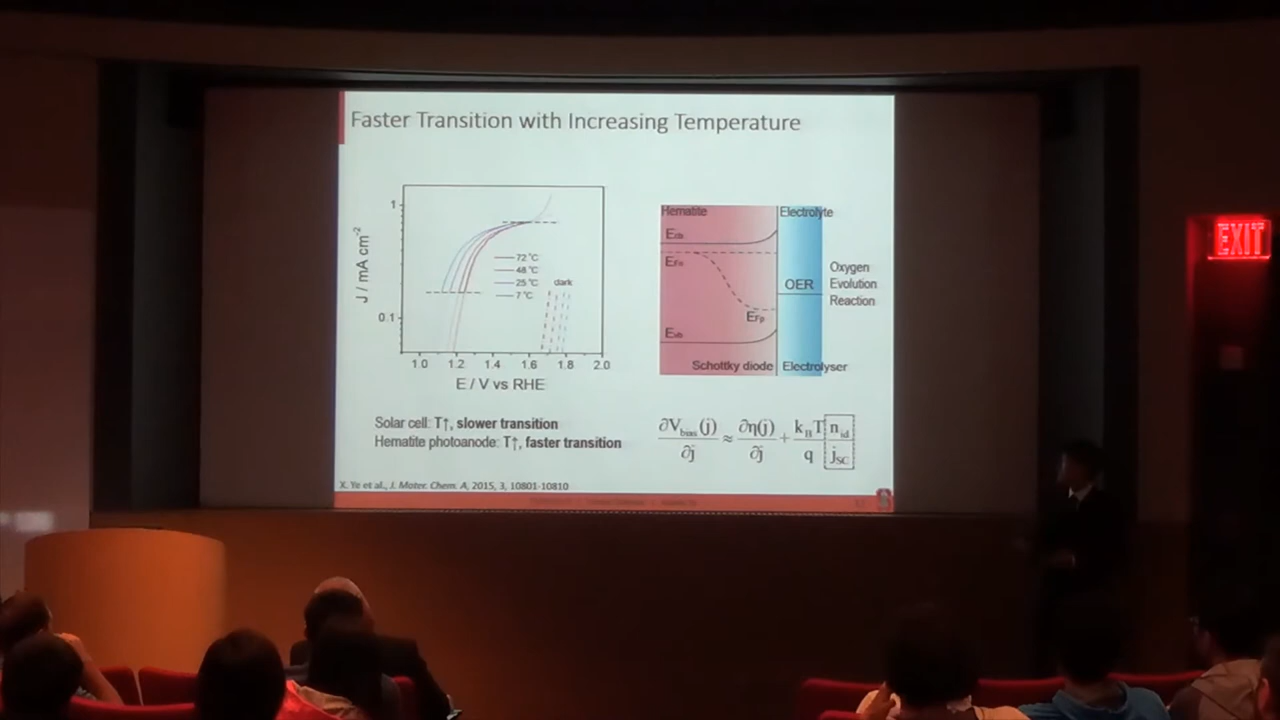 Faster Transition with Increasing Temperature
1
0.1
J / mA cm⁻²
72 °C
48 °C
25 °C
7 °C
dark
1.0 1.2 1.4 1.6 1.8 2.0
E / V vs RHE
Hematite
Electrolyte
E_cb
E_Fn
E_Fp
E_vb
OER
Oxygen
Evolution
Reaction
Schottky diode
Electrolyser
Solar cell: T↑, slower transition
Hematite photoanode: T↑, faster transition
∂V_bias(j)/∂j ≈ ∂η(j)/∂j + k_B T/q n_id/j_SC
X. Ye et al., J. Mater. Chem. A, 2015, 3, 10801-10810
EXIT